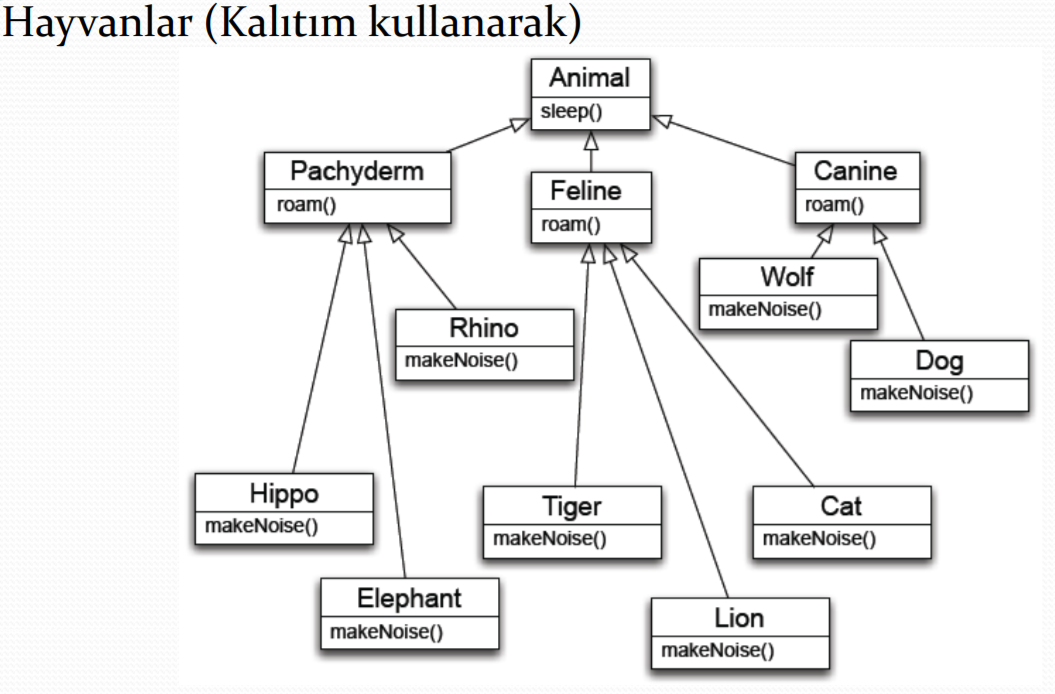 Hayvanlar (Kalıtım kullanarak)
Animal
sleep()
Pachyderm
roam()
Feline
roam()
Canine
roam()
Wolf
makeNoise()
Rhino
makeNoise()
Dog
makeNoise()
Hippo
makeNoise()
Tiger
makeNoise()
Cat
makeNoise()
Elephant
makeNoise()
Lion
makeNoise()